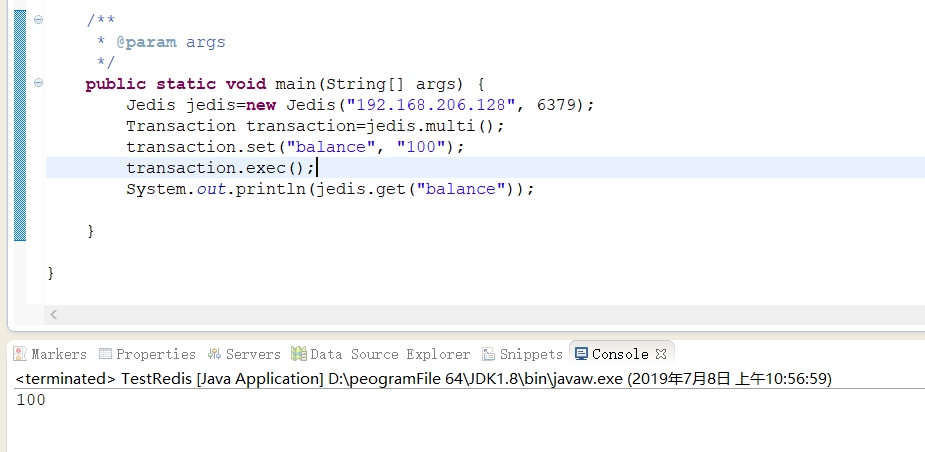 /**
 * @param args
 */
public static void main(String[] args) {
    Jedis jedis=new Jedis("192.168.206.128", 6379);
    Transaction transaction=jedis.multi();
    transaction.set("balance", "100");
    transaction.exec();
    System.out.println(jedis.get("balance"));
}
}
Markers Properties Servers Data Source Explorer Snippets Console
<terminated> TestRedis [Java Application] D:\peogramFile 64\JDK1.8\bin\javaw.exe (2019年7月8日 上午10:56:59)
100